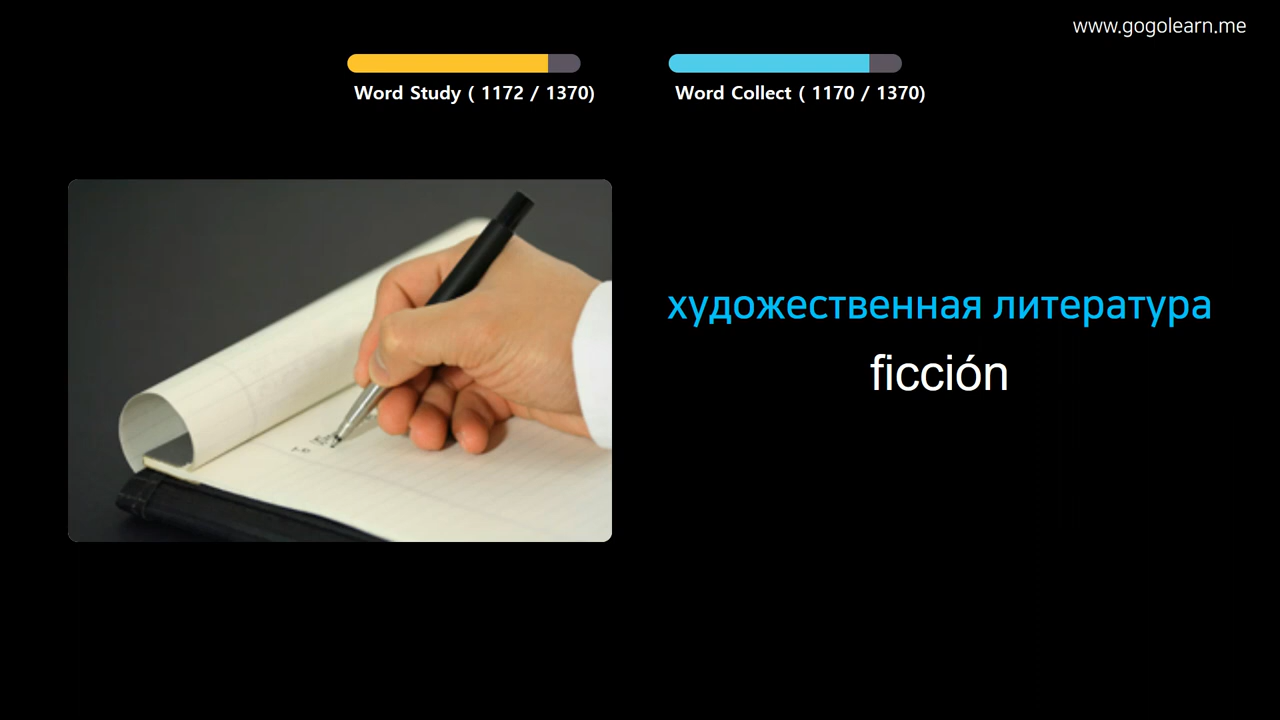 www.gogolearn.me
Word Study ( 1172 / 1370)
Word Collect ( 1170 / 1370)
художественная литература
ficción